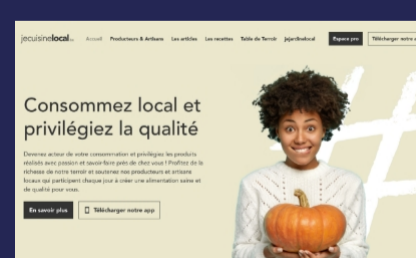 jecuisinelocal
Accueil Producteurs & Artisans Les articles Les recettes Table de Terroir jejardinelocal Espace pro Télécharger notre
Consommez local et
privilégiez la qualité
Devenez acteur de votre consommation et privilégiez les produits
réalisés avec passion et savoir-faire près de chez vous ! Profitez de la
richesse de notre terroir et soutenez nos producteurs et artisans
locaux qui participent chaque jour à créer une alimentation saine et
de qualité pour vous.
En savoir plus Télécharger notre app